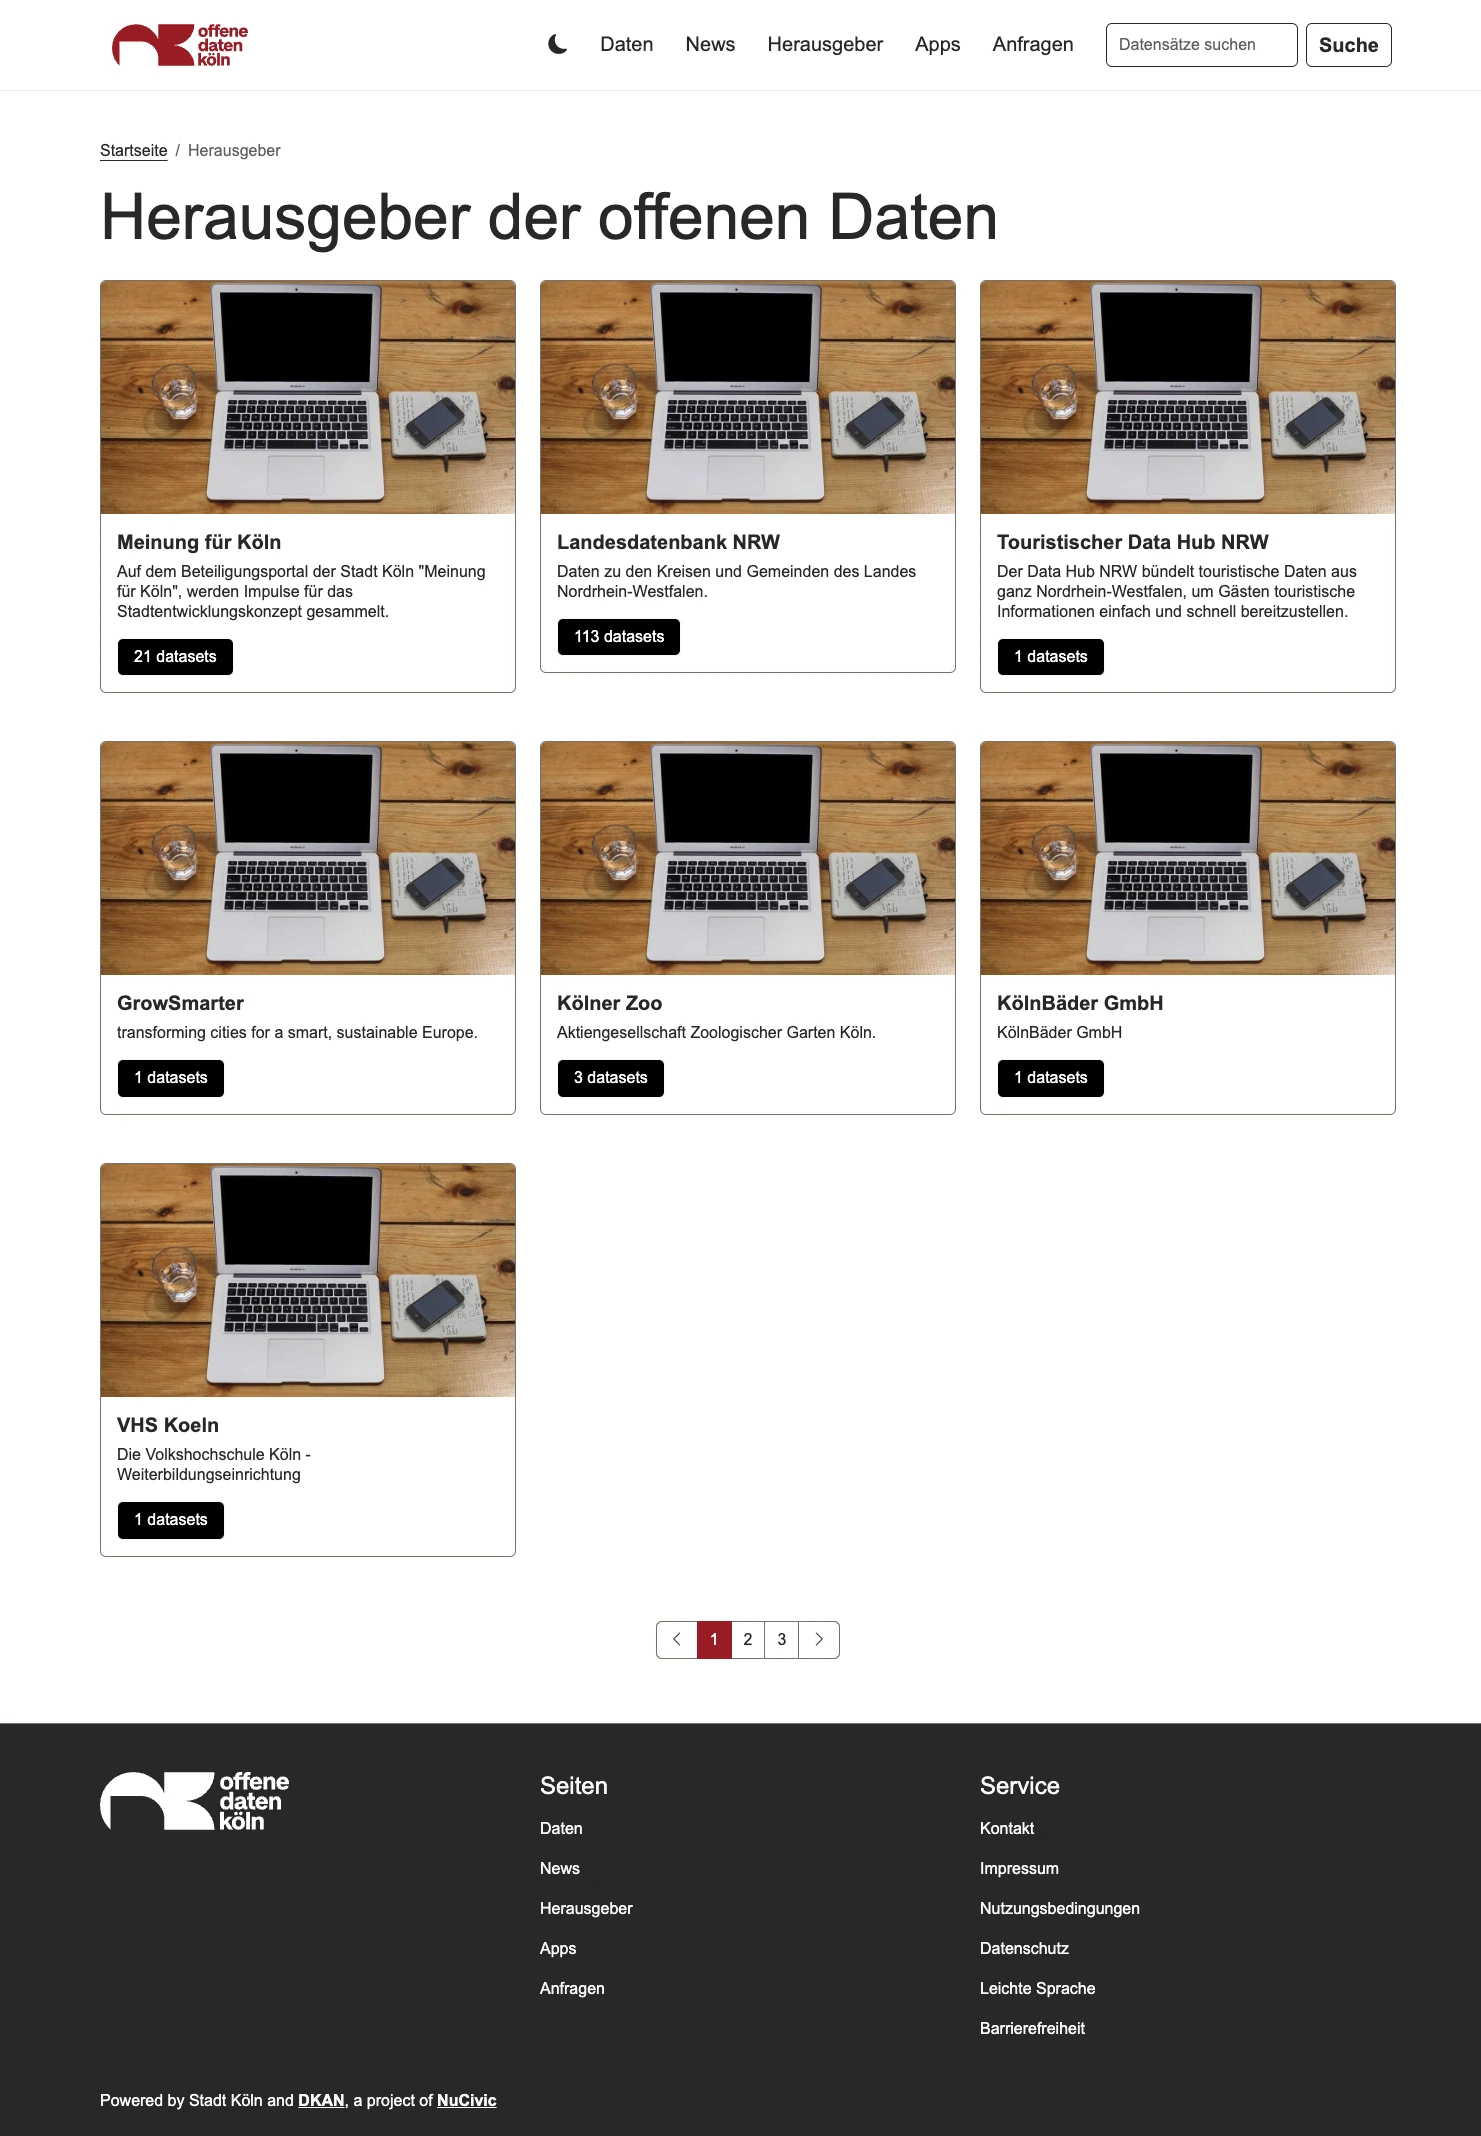 offene
daten
köln
Daten
News
Herausgeber
Apps
Anfragen
Datensätze suchen
Suche
Startseite / Herausgeber
Herausgeber der offenen Daten
Meinung für Köln
Auf dem Beteiligungsportal der Stadt Köln "Meinung
für Köln", werden Impulse für das
Stadtentwicklungskonzept gesammelt.
21 datasets
Landesdatenbank NRW
Daten zu den Kreisen und Gemeinden des Landes
Nordrhein-Westfalen.
113 datasets
Touristischer Data Hub NRW
Der Data Hub NRW bündelt touristische Daten aus
ganz Nordrhein-Westfalen, um Gästen touristische
Informationen einfach und schnell bereitzustellen.
1 datasets
GrowSmarter
transforming cities for a smart, sustainable Europe.
1 datasets
Kölner Zoo
Aktiengesellschaft Zoologischer Garten Köln.
3 datasets
KölnBäder GmbH
KölnBäder GmbH
1 datasets
VHS Koeln
Die Volkshochschule Köln -
Weiterbildungseinrichtung
1 datasets
1 2 3
offene
daten
köln
Seiten
Daten
News
Herausgeber
Apps
Anfragen
Service
Kontakt
Impressum
Nutzungsbedingungen
Datenschutz
Leichte Sprache
Barrierefreiheit
Powered by Stadt Köln and DKAN, a project of NuCivic